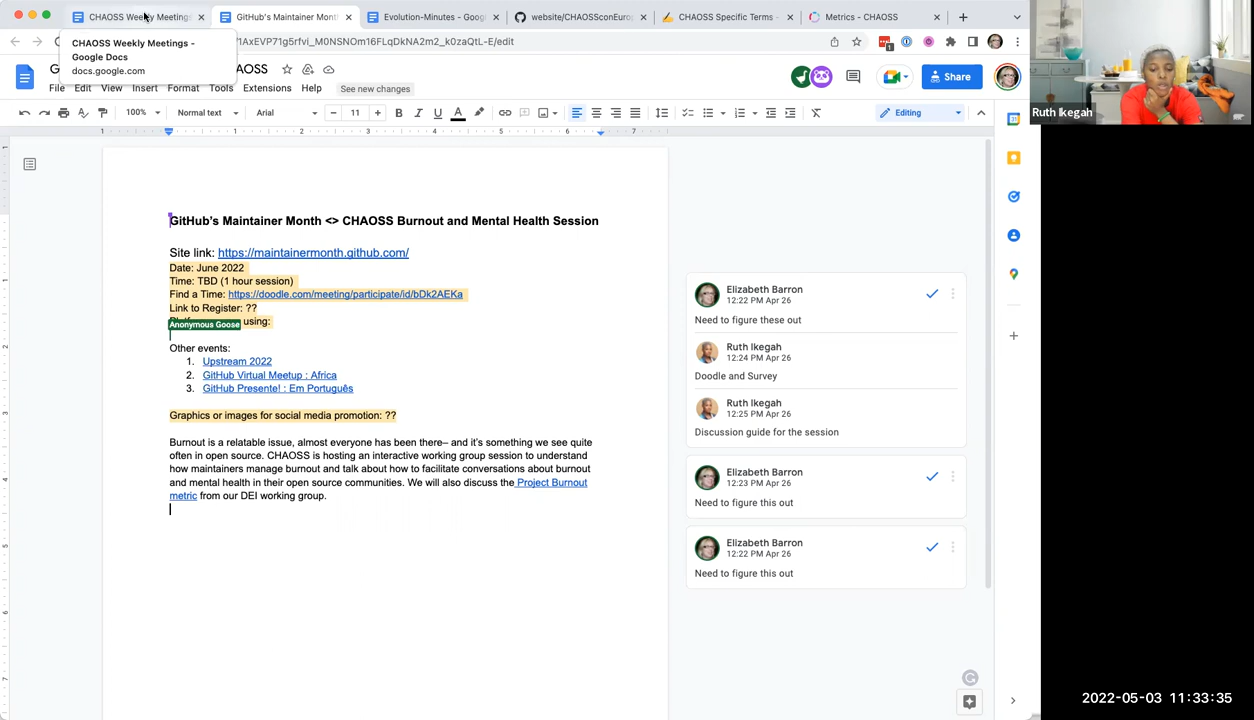 CHAOSS Weekly Meetings
GitHub's Maintainer Mont
Evolution-Minutes - Goog
website/CHAOSSconEuro
CHAOSS Specific Terms -
Metrics - CHAOSS
CHAOSS Weekly Meetings -
Google Docs
docs.google.com
1AxEVP71g5rfvi_M0NSNOm16FLqDkNA2m2_k0zaQtL-E/edit
CHAOSS
File Edit View Insert Format Tools Extensions Help
See new changes
Share
100%
Normal text
Arial
11
B I U A
Editing
Ruth Ikegah
GitHub's Maintainer Month <> CHAOSS Burnout and Mental Health Session
Site link: https://maintainermonth.github.com/
Date: June 2022
Time: TBD (1 hour session)
Find a Time: https://doodle.com/meeting/participate/id/bDk2AEKa
Link to Register: ??
using:
Anonymous Goose
Other events:
1. Upstream 2022
2. GitHub Virtual Meetup : Africa
3. GitHub Presente! : Em Português
Graphics or images for social media promotion: ??
Burnout is a relatable issue, almost everyone has been there– and it's something we see quite
often in open source. CHAOSS is hosting an interactive working group session to understand
how maintainers manage burnout and talk about how to facilitate conversations about burnout
and mental health in their open source communities. We will also discuss the Project Burnout
metric from our DEI working group.
Elizabeth Barron
12:22 PM Apr 26
Need to figure these out
Ruth Ikegah
12:24 PM Apr 26
Doodle and Survey
Ruth Ikegah
12:25 PM Apr 26
Discussion guide for the session
Elizabeth Barron
12:23 PM Apr 26
Need to figure this out
Elizabeth Barron
12:22 PM Apr 26
Need to figure this out
2022-05-03 11:33:35